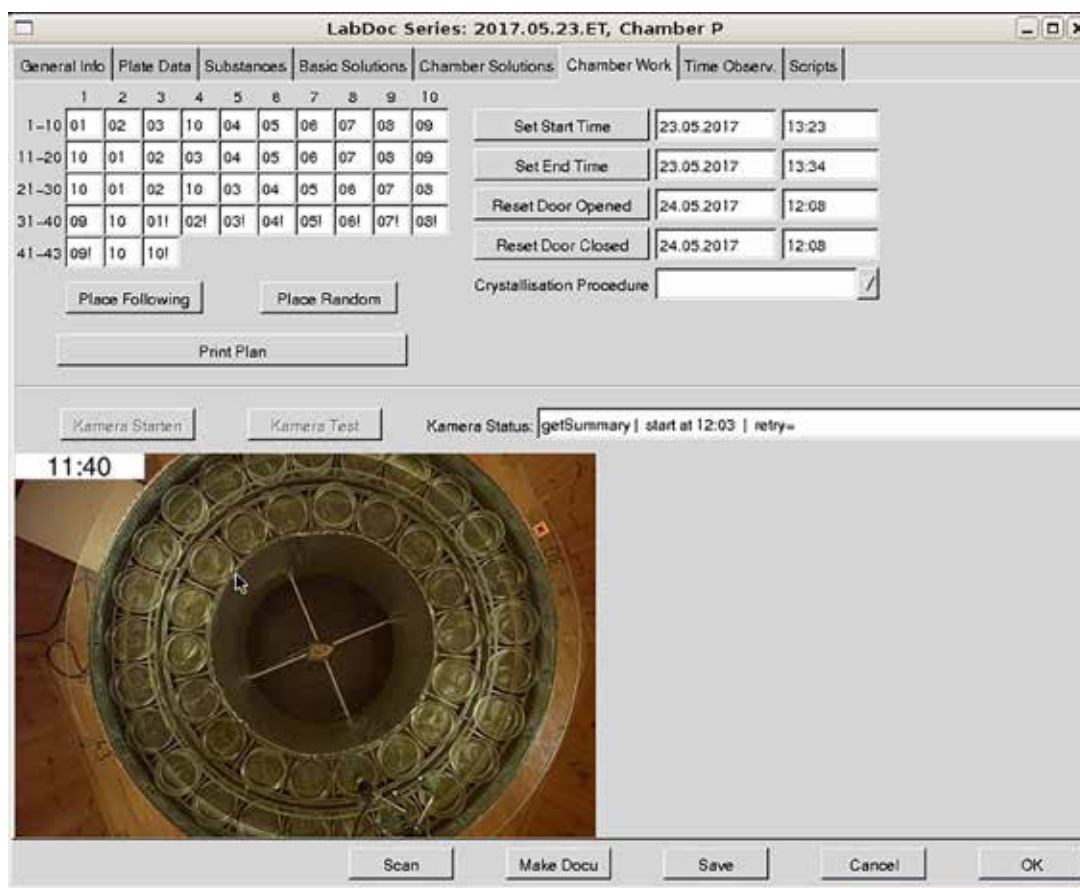 LabDoc Series: 2017.05.23.ET, Chamber P
General Info Plate Data Substances Basic Solutions Chamber Solutions Chamber Work Time Observ. Scripts
1 2 3 4 5 6 7 8 9 10
1-10 01 02 03 10 04 05 06 07 08 09
11-20 10 01 02 03 04 05 06 07 08 09
21-30 10 01 02 10 03 04 05 06 07 08
31-40 09 10 01! 02! 03! 04! 05! 06! 07! 08!
41-43 09! 10 10!
Set Start Time 23.05.2017 13:23
Set End Time 23.05.2017 13:34
Reset Door Opened 24.05.2017 12:08
Reset Door Closed 24.05.2017 12:08
Crystallisation Procedure /
Place Following Place Random
Print Plan
Kamera Starten Kamera Test Kamera Status: getSummary | start at 12:03 | retry=
11:40
Scan Make Docu Save Cancel OK